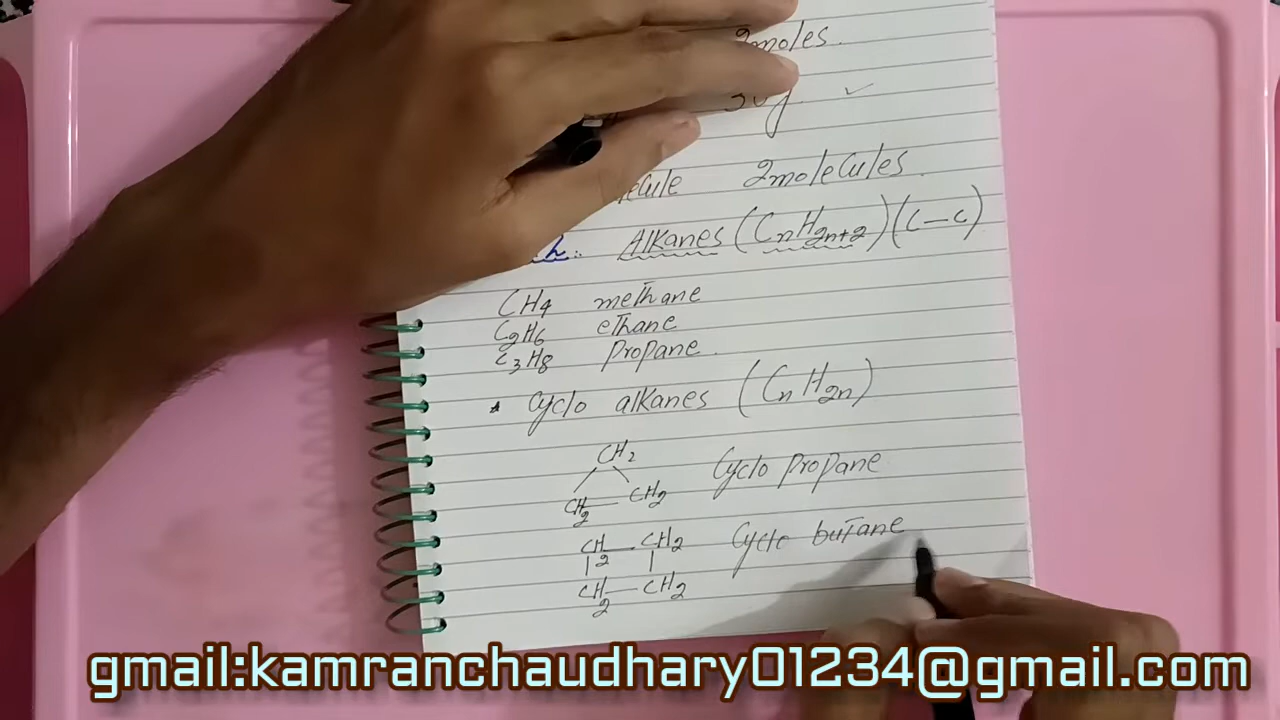 2moles.
30g ✓
2molecules.
Alkanes (CnH2n+2) (C–C)
CH4 methane
C2H6 ethane
C3H8 propane.
* Cyclo alkanes (CnH2n)
CH2
CH2 CH2 Cyclo propane
CH2 CH2 Cyclo butane
CH2 CH2
gmail:kamranchaudhary01234@gmail.com